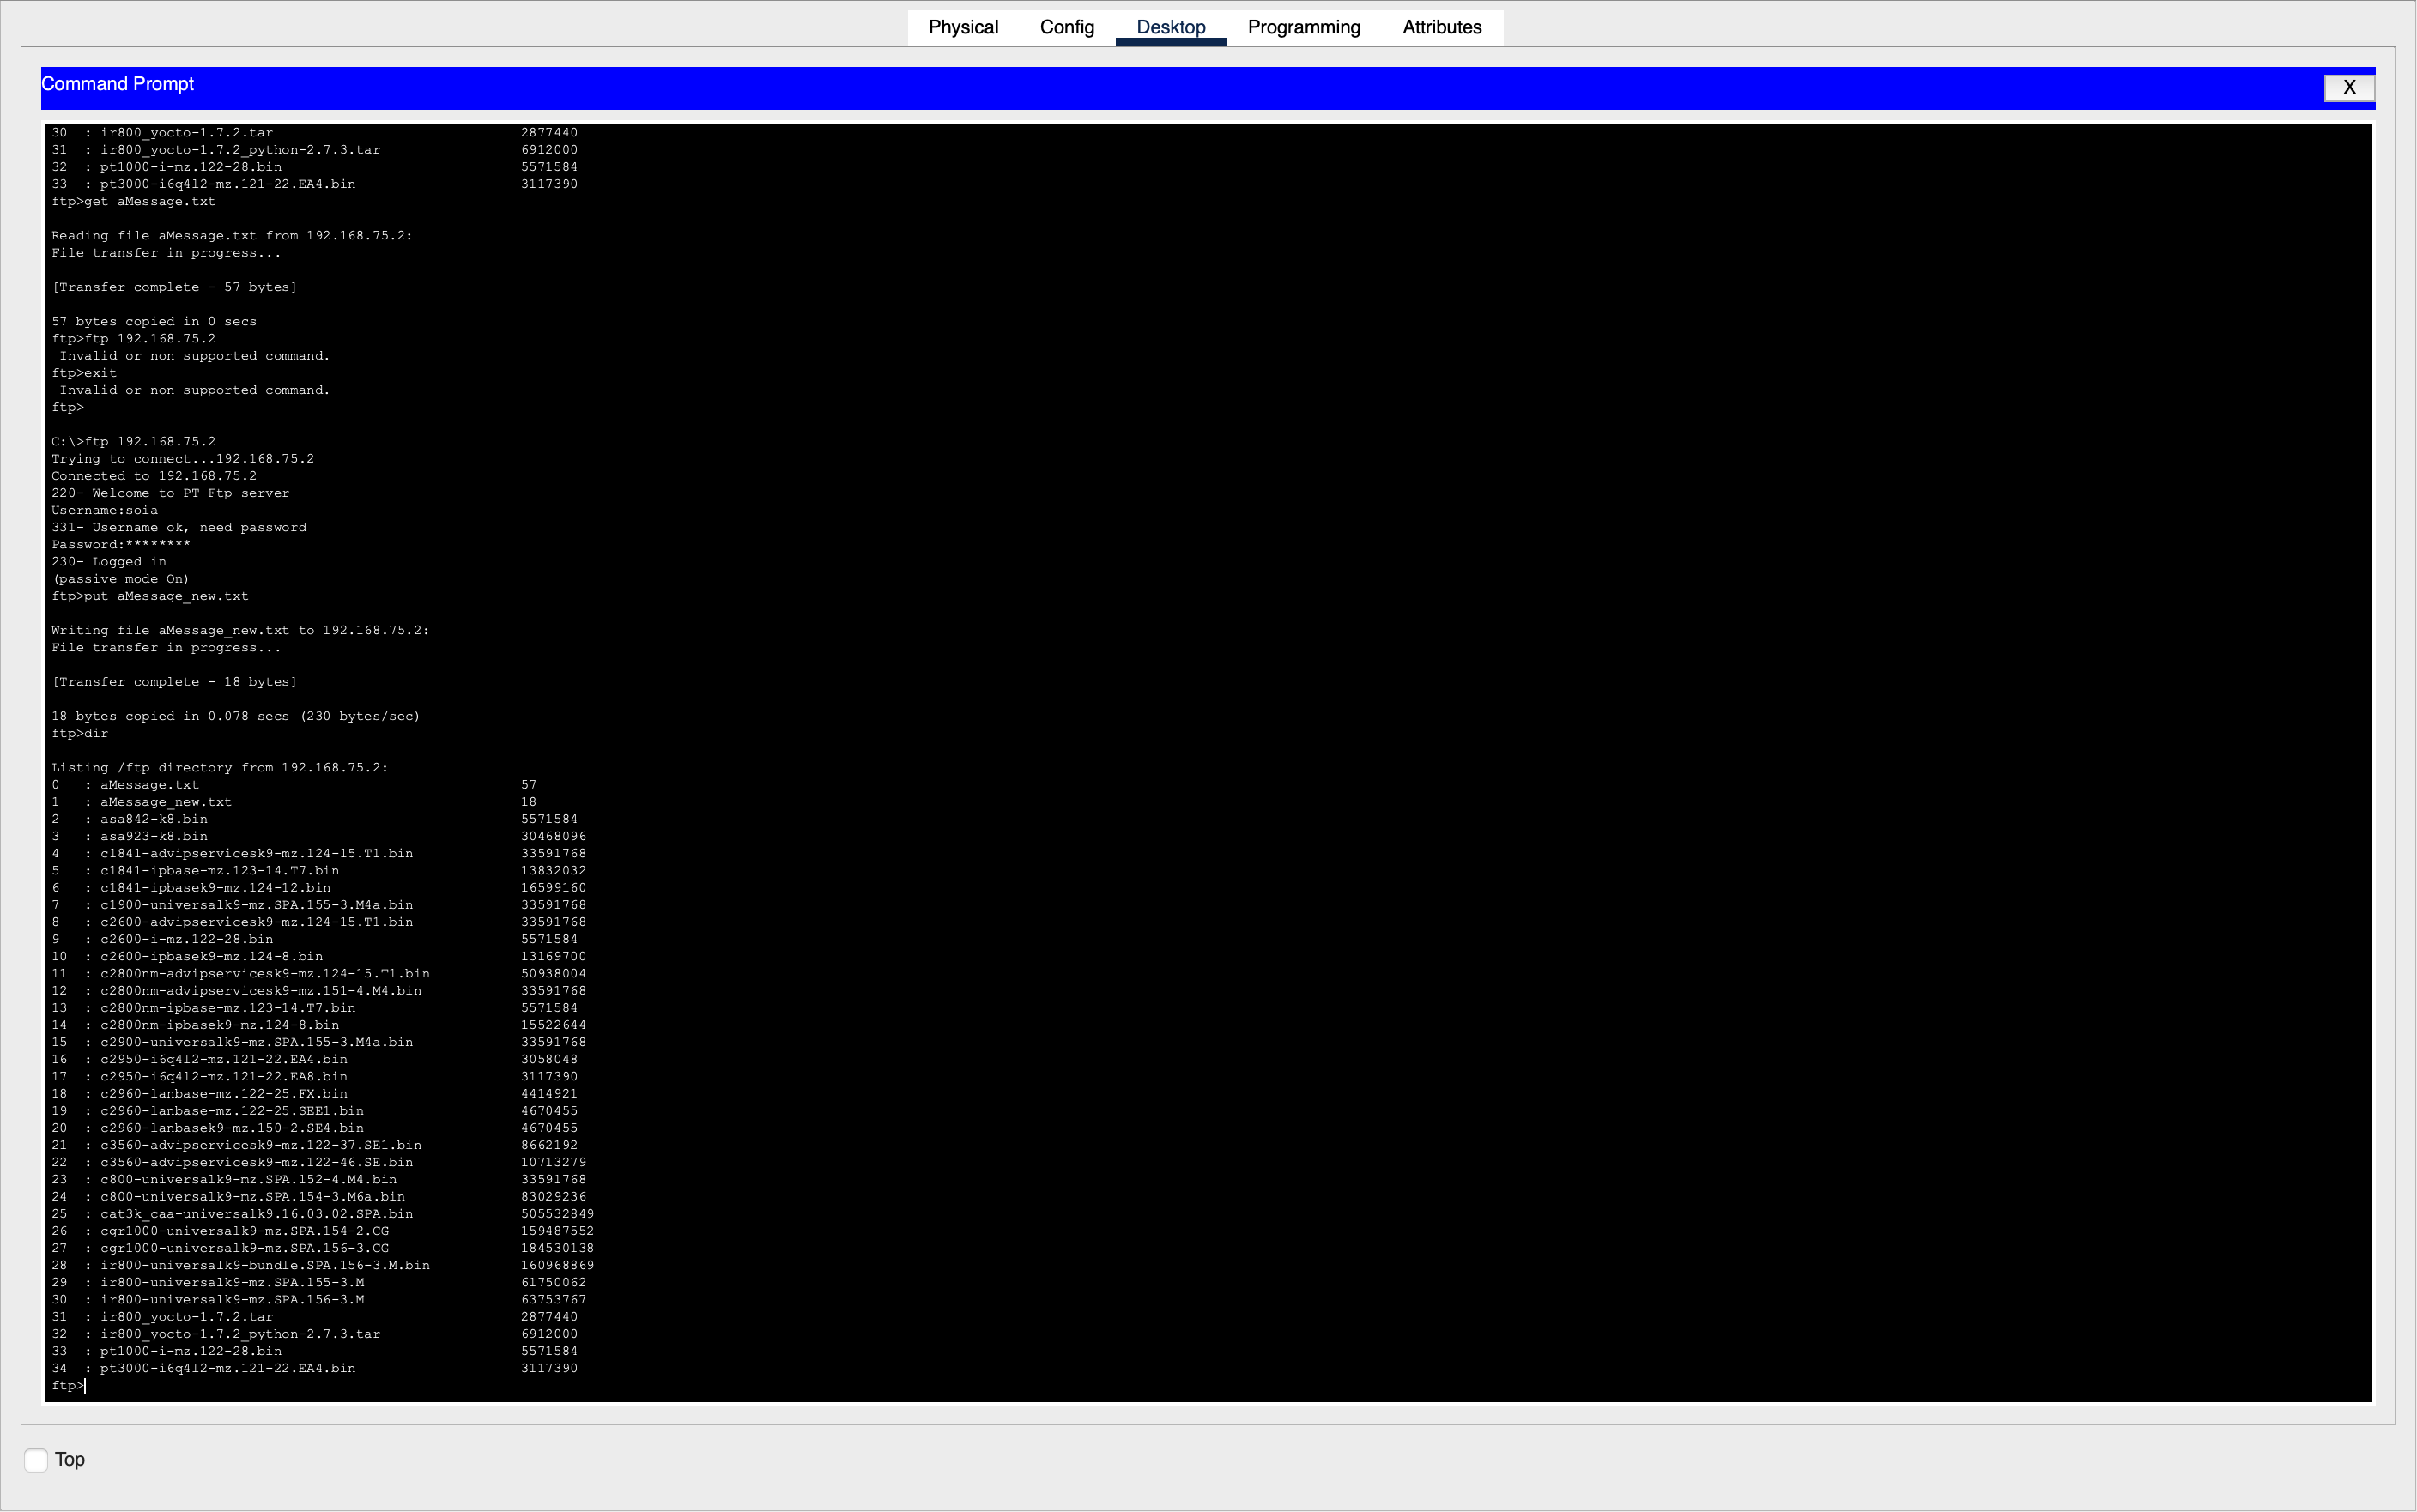 Physical Config Desktop Programming Attributes
Command Prompt
X
30 : ir800_yocto-1.7.2.tar 2877440
31 : ir800_yocto-1.7.2_python-2.7.3.tar 6912000
32 : pt1000-i-mz.122-28.bin 5571584
33 : pt3000-i6q4l2-mz.121-22.EA4.bin 3117390
ftp>get aMessage.txt
Reading file aMessage.txt from 192.168.75.2:
File transfer in progress...
[Transfer complete - 57 bytes]
57 bytes copied in 0 secs
ftp>ftp 192.168.75.2
Invalid or non supported command.
ftp>exit
Invalid or non supported command.
ftp>
C:\>ftp 192.168.75.2
Trying to connect...192.168.75.2
Connected to 192.168.75.2
220- Welcome to PT Ftp server
Username:soia
331- Username ok, need password
Password:********
230- Logged in
(passive mode On)
ftp>put aMessage_new.txt
Writing file aMessage_new.txt to 192.168.75.2:
File transfer in progress...
[Transfer complete - 18 bytes]
18 bytes copied in 0.078 secs (230 bytes/sec)
ftp>dir
Listing /ftp directory from 192.168.75.2:
0 : aMessage.txt 57
1 : aMessage_new.txt 18
2 : asa842-k8.bin 5571584
3 : asa923-k8.bin 30468096
4 : c1841-advipservicesk9-mz.124-15.T1.bin 33591768
5 : c1841-ipbase-mz.123-14.T7.bin 13832032
6 : c1841-ipbasek9-mz.124-12.bin 16599160
7 : c1900-universalk9-mz.SPA.155-3.M4a.bin 33591768
8 : c2600-advipservicesk9-mz.124-15.T1.bin 33591768
9 : c2600-i-mz.122-28.bin 5571584
10 : c2600-ipbasek9-mz.124-8.bin 13169700
11 : c2800nm-advipservicesk9-mz.124-15.T1.bin 50938004
12 : c2800nm-advipservicesk9-mz.151-4.M4.bin 33591768
13 : c2800nm-ipbase-mz.123-14.T7.bin 5571584
14 : c2800nm-ipbasek9-mz.124-8.bin 15522644
15 : c2900-universalk9-mz.SPA.155-3.M4a.bin 33591768
16 : c2950-i6q4l2-mz.121-22.EA4.bin 3058048
17 : c2950-i6q4l2-mz.121-22.EA8.bin 3117390
18 : c2960-lanbase-mz.122-25.FX.bin 4414921
19 : c2960-lanbase-mz.122-25.SEE1.bin 4670455
20 : c2960-lanbasek9-mz.150-2.SE4.bin 4670455
21 : c3560-advipservicesk9-mz.122-37.SE1.bin 8662192
22 : c3560-advipservicesk9-mz.122-46.SE.bin 10713279
23 : c800-universalk9-mz.SPA.152-4.M4.bin 33591768
24 : c800-universalk9-mz.SPA.154-3.M6a.bin 83029236
25 : cat3k_caa-universalk9.16.03.02.SPA.bin 505532849
26 : cgr1000-universalk9-mz.SPA.154-2.CG 159487552
27 : cgr1000-universalk9-mz.SPA.156-3.CG 184530138
28 : ir800-universalk9-bundle.SPA.156-3.M.bin 160968869
29 : ir800-universalk9-mz.SPA.155-3.M 61750062
30 : ir800-universalk9-mz.SPA.156-3.M 63753767
31 : ir800_yocto-1.7.2.tar 2877440
32 : ir800_yocto-1.7.2_python-2.7.3.tar 6912000
33 : pt1000-i-mz.122-28.bin 5571584
34 : pt3000-i6q4l2-mz.121-22.EA4.bin 3117390
ftp>
Top